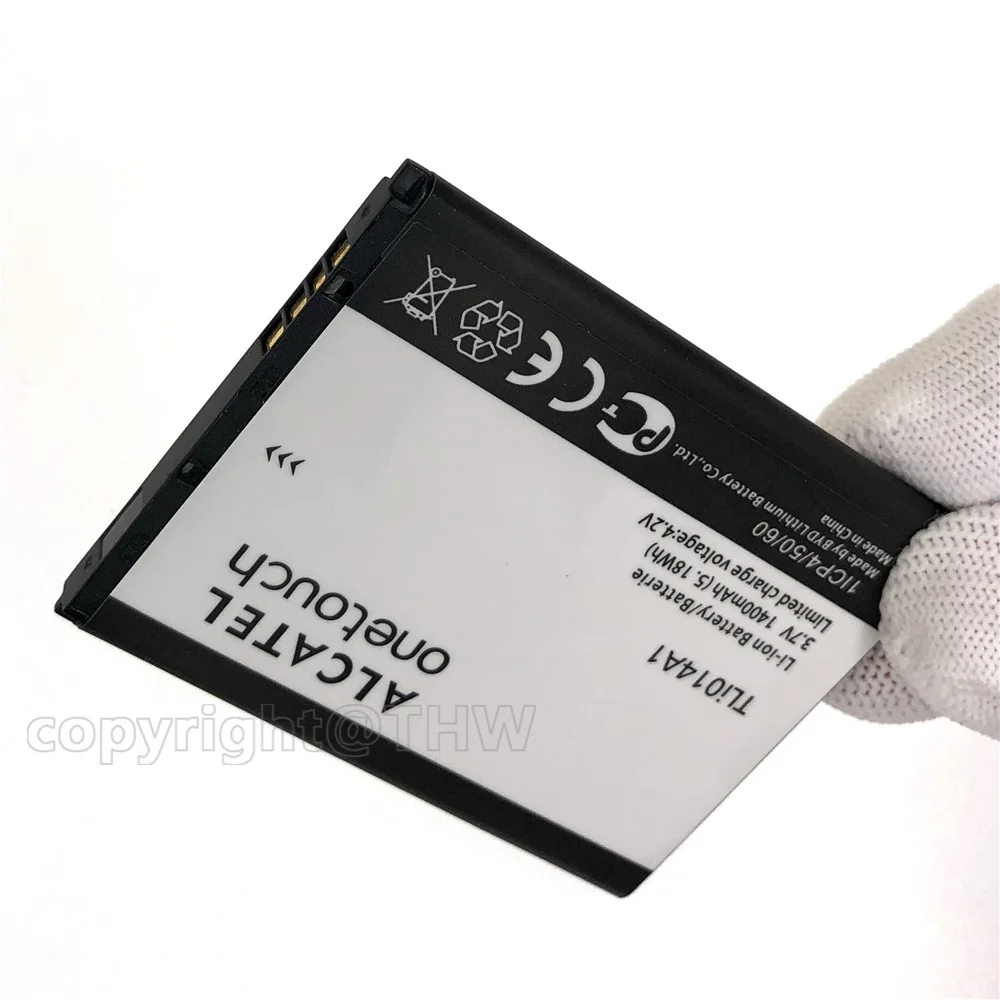 ALCATEL
onetouch
TLi014A1
Li-ion Battery/Batterie
3.7V 1400mAh(5.18Wh)
Limited charge voltage:4.2V
1ICP4/50/60
Made by BYD Lithium Battery Co.,Ltd.
Made in China
PCT
CE
copyright@THW